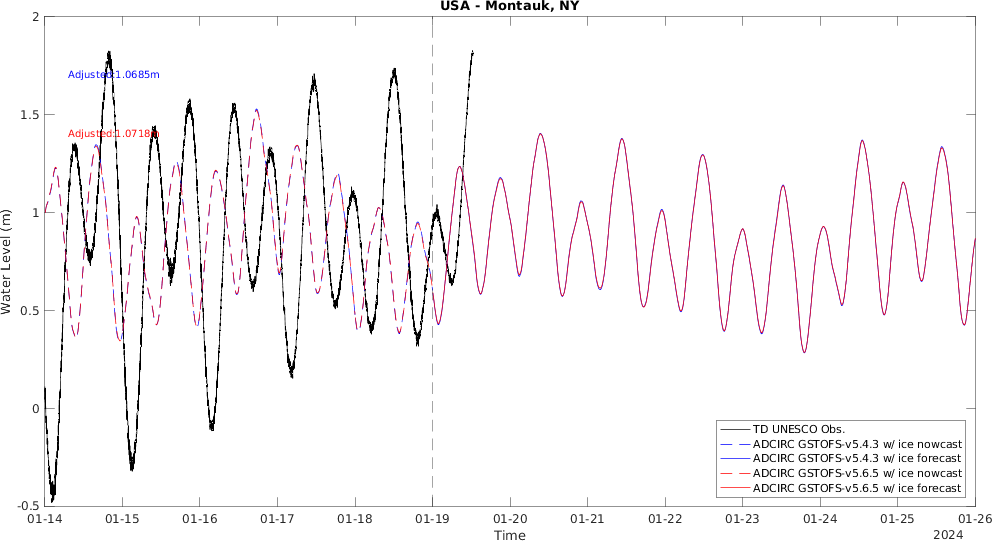 USA - Montauk, NY
2
1.5
1
0.5
0
-0.5
Water Level (m)
Adjusted:1.0685m
Adjusted:1.0718m
TD UNESCO Obs.
ADCIRC GSTOFS-v5.4.3 w/ ice nowcast
ADCIRC GSTOFS-v5.4.3 w/ ice forecast
ADCIRC GSTOFS-v5.6.5 w/ ice nowcast
ADCIRC GSTOFS-v5.6.5 w/ ice forecast
01-14 01-15 01-16 01-17 01-18 01-19 01-20 01-21 01-22 01-23 01-24 01-25 01-26
Time
2024